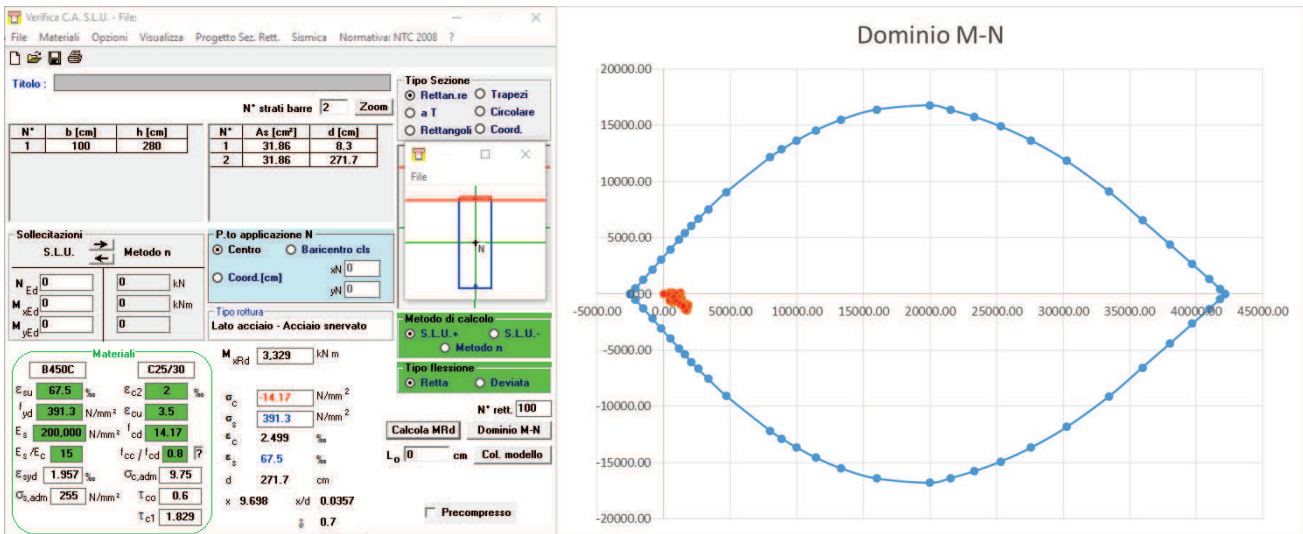 Verifica C.A. S.L.U. - File:
File Materiali Opzioni Visualizza Progetto Sez. Rett. Sismica Normativa: NTC 2008 ?
Titolo :
N° strati barre 2 Zoom
N° b [cm] h [cm]
1 100 280
N° As [cm²] d [cm]
1 31.86 8.3
2 31.86 271.7
Tipo Sezione
Rettan.re Trapezi
a T Circolare
Rettangoli Coord.
File
N
Sollecitazioni
S.L.U. Metodo n
N Ed 0 0 kN
M xEd 0 0 kNm
M yEd 0 0
P.to applicazione N
Centro Baricentro cls
Coord.[cm] xN 0
yN 0
Tipo rottura
Lato acciaio - Acciaio snervato
Metodo di calcolo
S.L.U.+ S.L.U.-
Metodo n
Tipo flessione
Retta Deviata
Materiali
B450C C25/30
εsu 67.5 ‰ εc2 2 ‰
fyd 391.3 N/mm² εcu 3.5
Es 200,000 N/mm² fcd 14.17
Es/Ec 15 fcc / fcd 0.8 ?
εsyd 1.957 ‰ σc,adm 9.75
σs,adm 255 N/mm² τco 0.6
τc1 1.829
M xRd 3,329 kN m
σc -14.17 N/mm²
σs 391.3 N/mm²
εc 2.499 ‰
εs 67.5 ‰
d 271.7 cm
x 9.698 x/d 0.0357
δ 0.7
N° rett. 100
Calcola MRd Dominio M-N
L₀ 0 cm Col. modello
Precompresso
Dominio M-N
20000.00
15000.00
10000.00
5000.00
0.00
-5000.00
-10000.00
-15000.00
-20000.00
-5000.00 0.00 5000.00 10000.00 15000.00 20000.00 25000.00 30000.00 35000.00 40000.00 45000.00